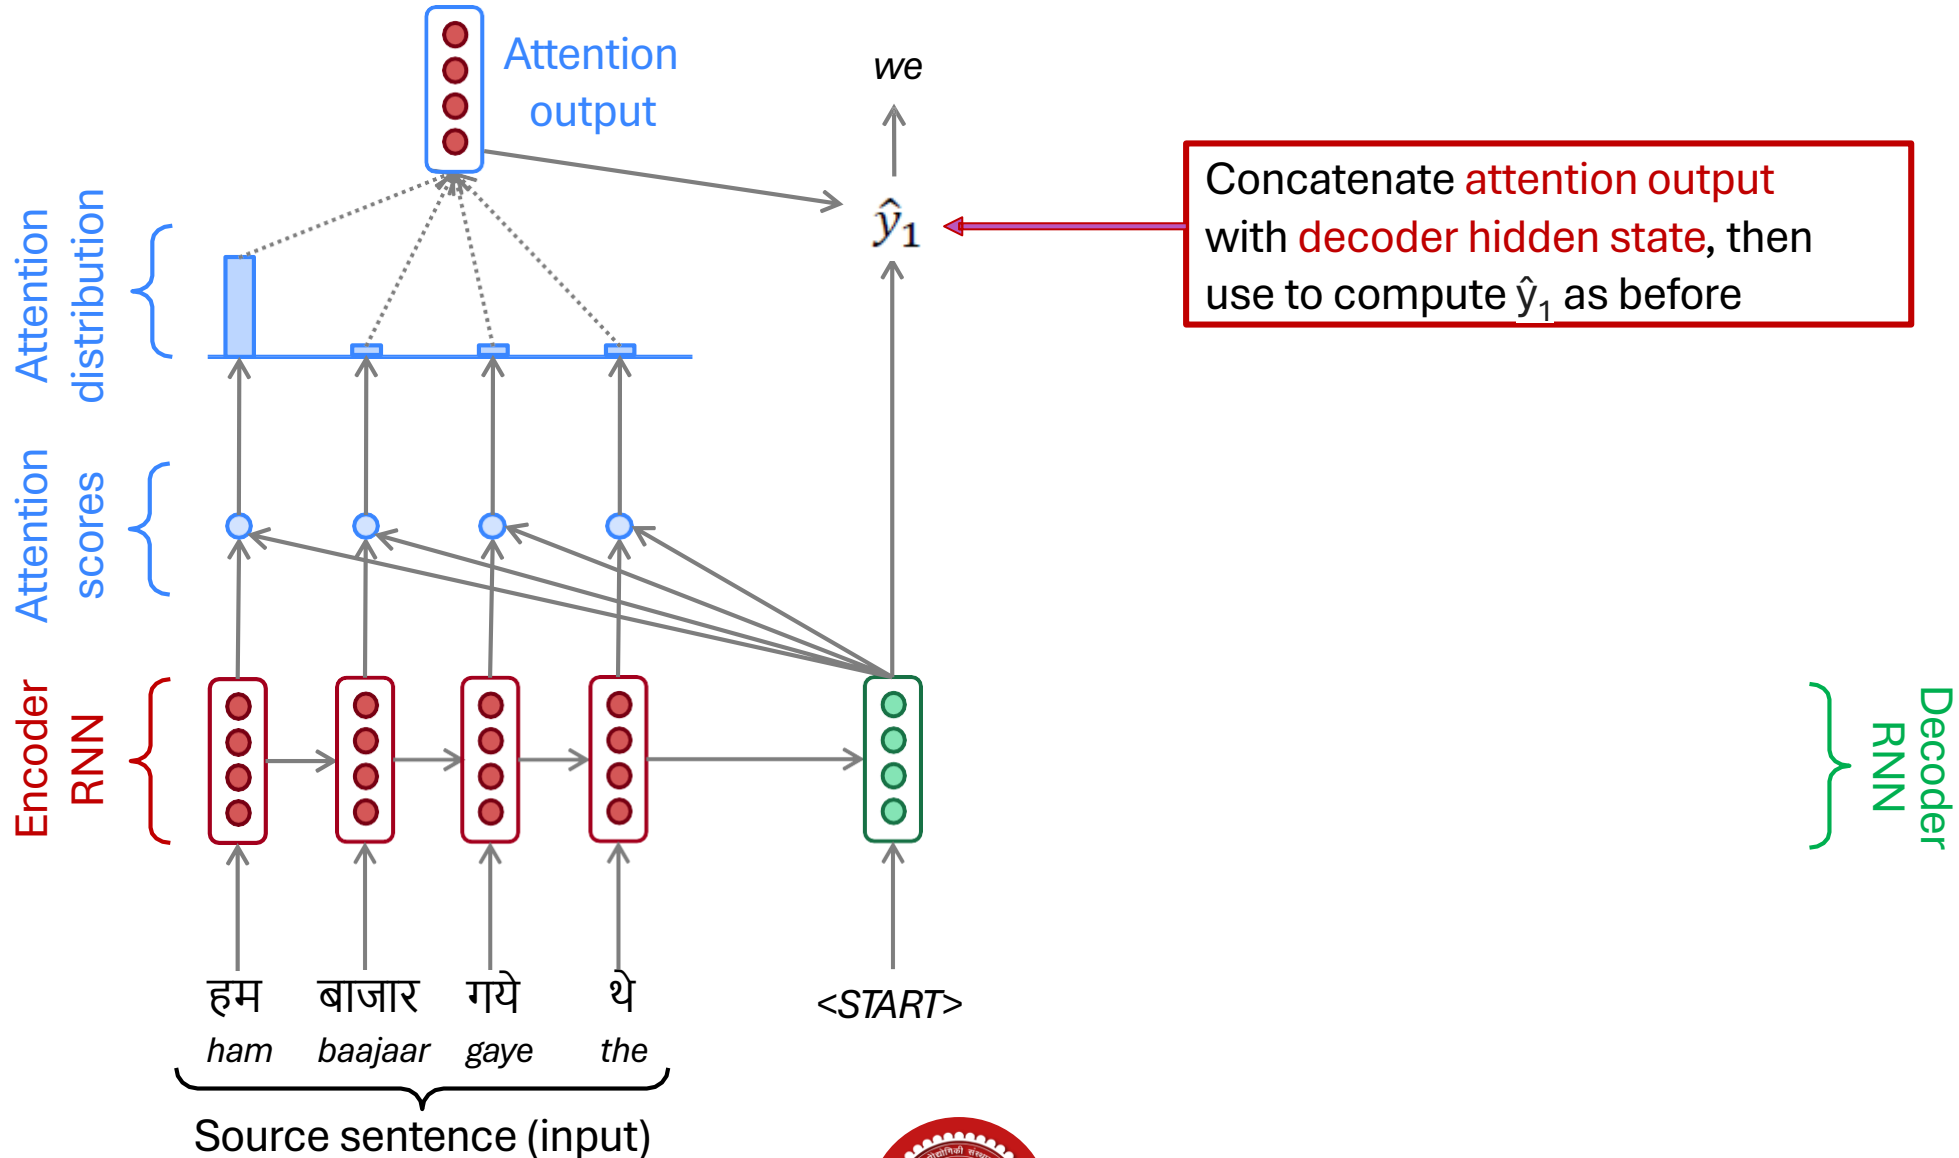 Attention
output
we
Attention
distribution
ŷ₁
Concatenate attention output
with decoder hidden state, then
use to compute ŷ₁ as before
Attention
scores
Encoder
RNN
Decoder
RNN
हम बाजार गये थे
<START>
ham baajaar gaye the
Source sentence (input)